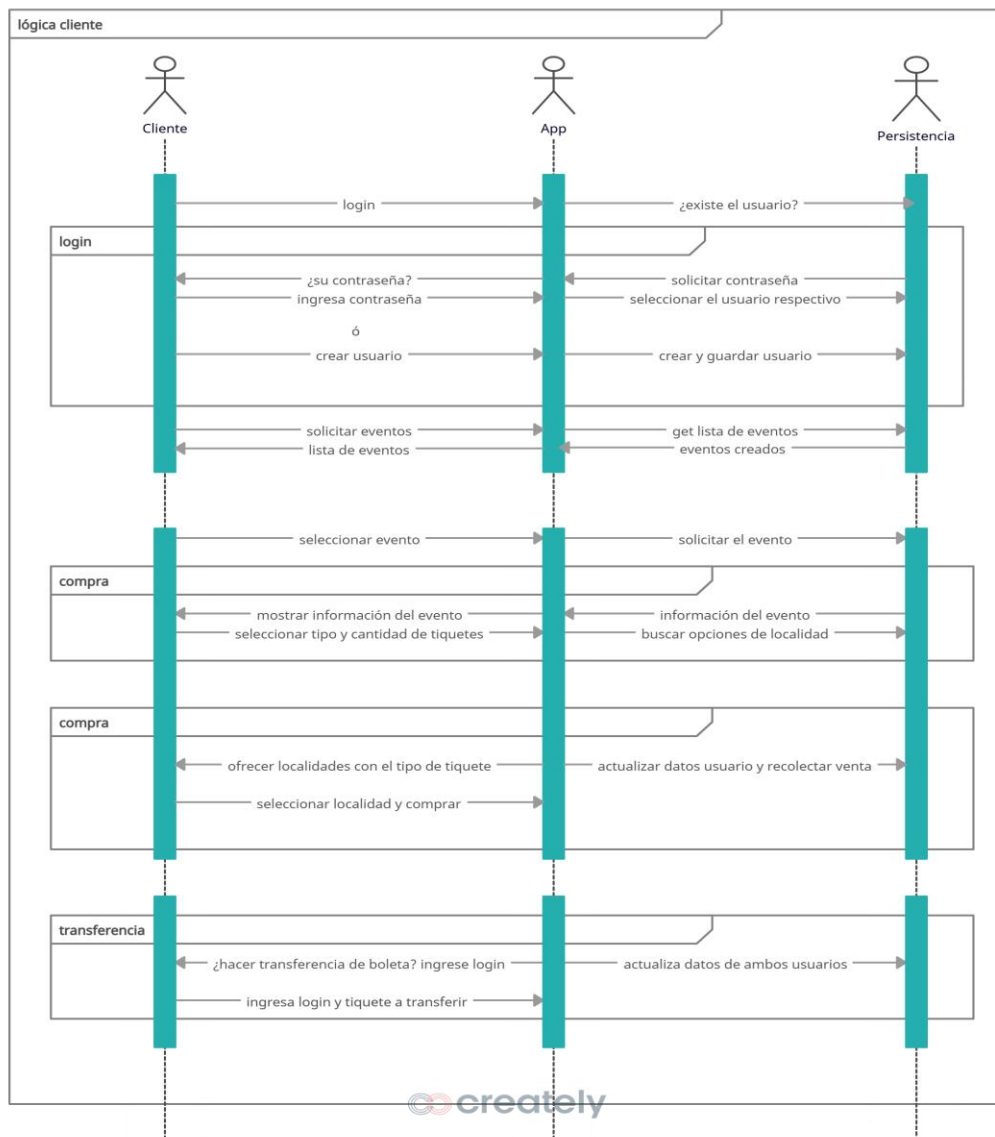 lógica cliente
Cliente
App
Persistencia
login
¿existe el usuario?
login
¿su contraseña?
solicitar contraseña
ingresa contraseña
seleccionar el usuario respectivo
ó
crear usuario
crear y guardar usuario
solicitar eventos
get lista de eventos
lista de eventos
eventos creados
seleccionar evento
solicitar el evento
compra
mostrar información del evento
información del evento
seleccionar tipo y cantidad de tiquetes
buscar opciones de localidad
compra
ofrecer localidades con el tipo de tiquete
actualizar datos usuario y recolectar venta
seleccionar localidad y comprar
transferencia
¿hacer transferencia de boleta? ingrese login
actualiza datos de ambos usuarios
ingresa login y tiquete a transferir
creately